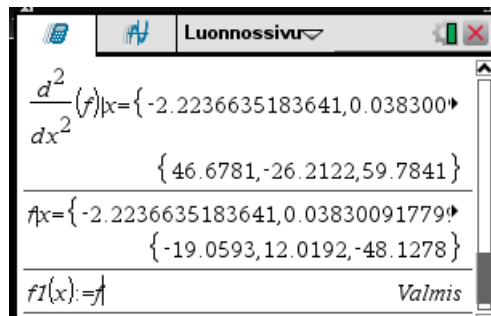 Luonnossivu
d²/dx²(f)|x={-2.2236635183641,0.038300
{46.6781,-26.2122,59.7841}
f|x={-2.2236635183641,0.03830091779
{-19.0593,12.0192,-48.1278}
f1(x):=f
Valmis